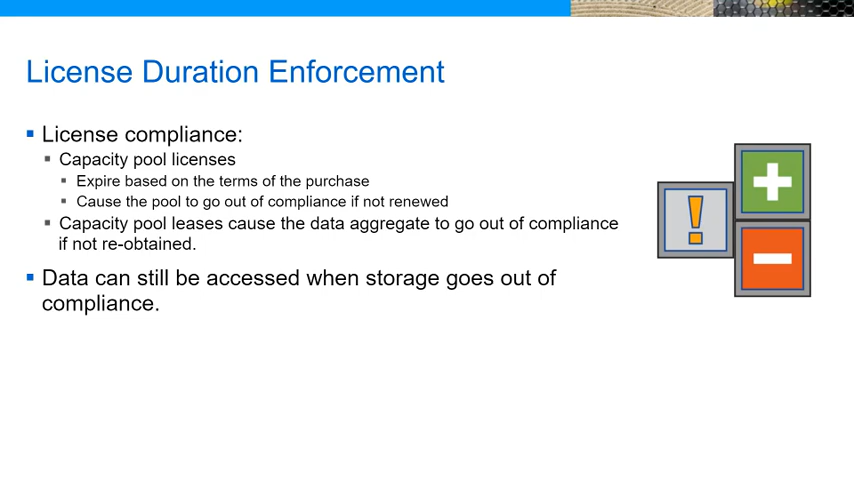 License Duration Enforcement
License compliance:
Capacity pool licenses
Expire based on the terms of the purchase
Cause the pool to go out of compliance if not renewed
Capacity pool leases cause the data aggregate to go out of compliance
if not re-obtained.
Data can still be accessed when storage goes out of
compliance.